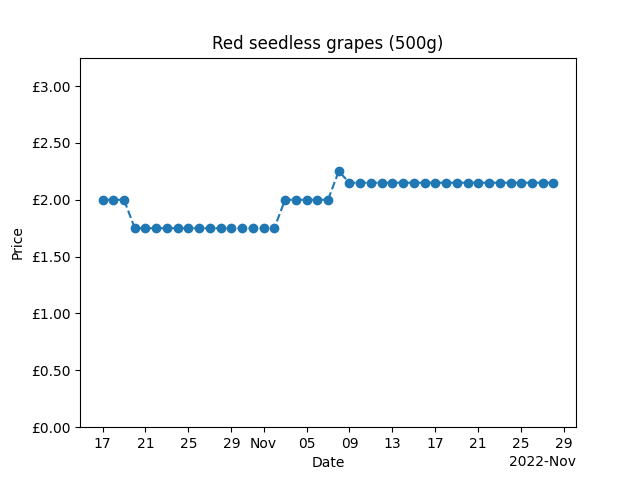 Red seedless grapes (500g)
£3.00
£2.50
£2.00
£1.50
£1.00
£0.50
£0.00
Price
17 21 25 29 Nov 05 09 13 17 21 25 29
Date
2022-Nov